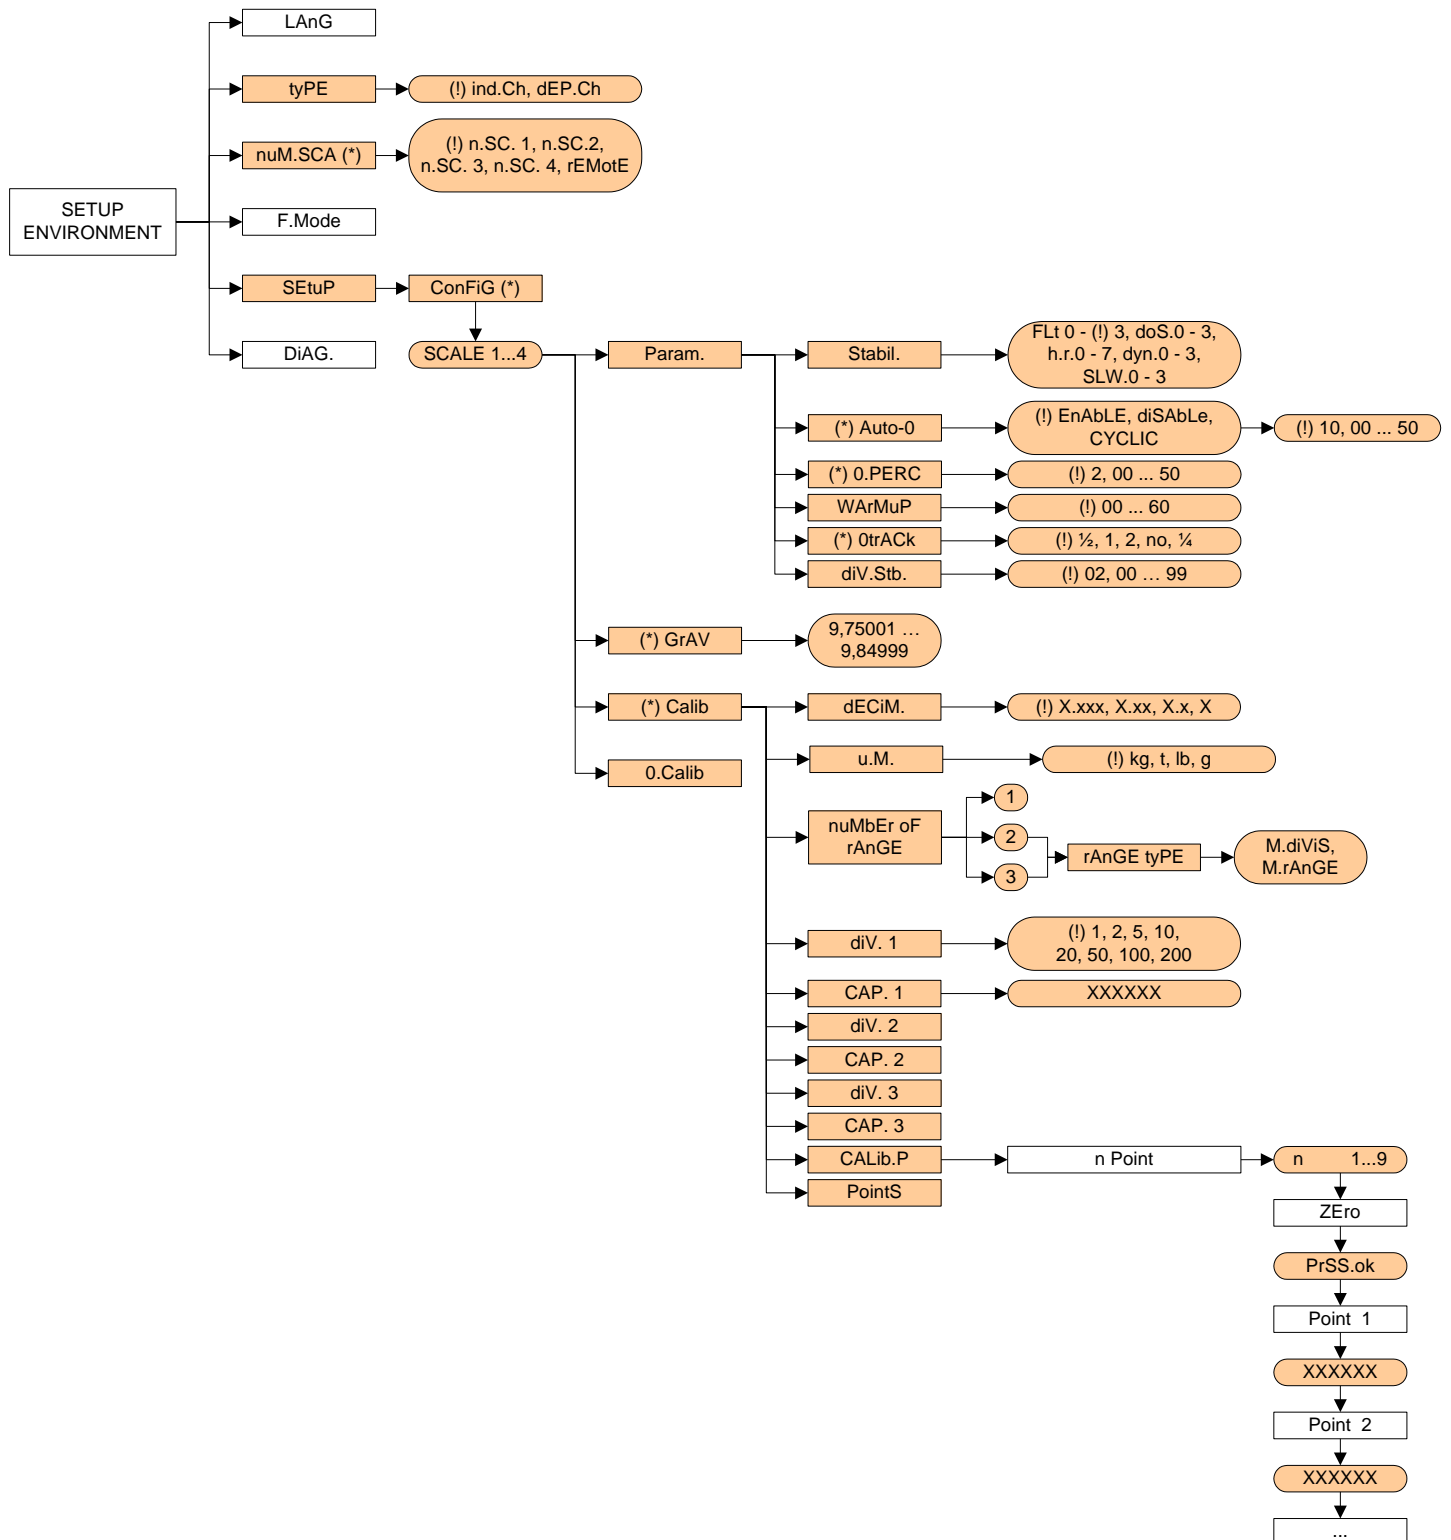 LAnG
tyPE
(!) ind.Ch, dEP.Ch
nuM.SCA (*)
(!) n.SC. 1, n.SC.2,
n.SC. 3, n.SC. 4, rEMotE
SETUP
ENVIRONMENT
F.Mode
SEtuP
ConFiG (*)
DiAG.
SCALE 1...4
Param.
Stabil.
FLt 0 - (!) 3, doS.0 - 3,
h.r.0 - 7, dyn.0 - 3,
SLW.0 - 3
(*) Auto-0
(!) EnAbLE, diSAbLe,
CYCLIC
(!) 10, 00 ... 50
(*) 0.PERC
(!) 2, 00 ... 50
WArMuP
(!) 00 ... 60
(*) 0trACk
(!) ½, 1, 2, no, ¼
diV.Stb.
(!) 02, 00 … 99
(*) GrAV
9,75001 …
9,84999
(*) Calib
dECiM.
(!) X.xxx, X.xx, X.x, X
0.Calib
u.M.
(!) kg, t, lb, g
nuMbEr oF
rAnGE
1
2
3
rAnGE tyPE
M.diViS,
M.rAnGE
diV. 1
(!) 1, 2, 5, 10,
20, 50, 100, 200
CAP. 1
XXXXXX
diV. 2
CAP. 2
diV. 3
CAP. 3
CALib.P
n Point
n 1...9
PointS
ZEro
PrSS.ok
Point 1
XXXXXX
Point 2
XXXXXX
...